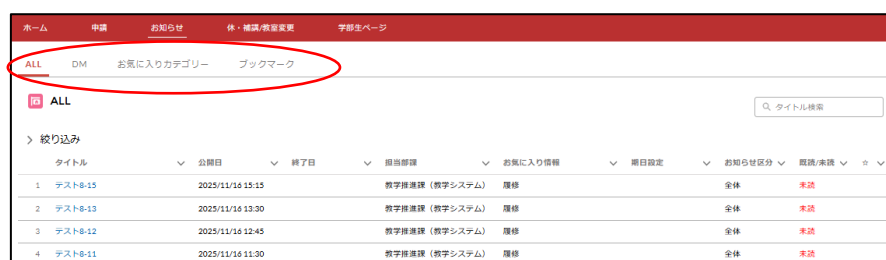 ホーム 申請 お知らせ 休・補講/教室変更 学部生ページ
ALL DM お気に入りカテゴリー ブックマーク
ALL
タイトル検索
絞り込み
タイトル 公開日 終了日 担当部課 お気に入り情報 期日設定 お知らせ区分 既読/未読 ☆
1 テスト8-15 2025/11/16 15:15 教学推進課（教学システム） 履修 全体 未読
2 テスト8-13 2025/11/16 13:30 教学推進課（教学システム） 履修 全体 未読
3 テスト8-12 2025/11/16 12:45 教学推進課（教学システム） 履修 全体 未読
4 テスト8-11 2025/11/16 11:30 教学推進課（教学システム） 履修 全体 未読